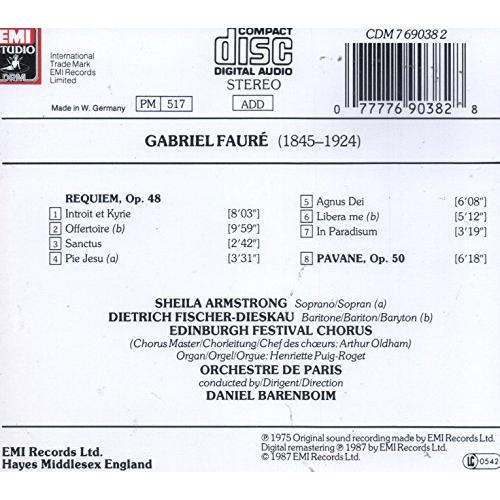 EMI
STUDIO
DRM
International
Trade Mark
EMI Records
Limited
COMPACT
disc
DIGITAL AUDIO
STEREO
CDM 7 69038 2
Made in W. Germany
PM 517
ADD
0 77776 90382 8
GABRIEL FAURÉ (1845–1924)
REQUIEM, Op. 48
1 Introit et Kyrie [8'03"]
2 Offertoire (b) [9'59"]
3 Sanctus [2'42"]
4 Pie Jesu (a) [3'31"]
5 Agnus Dei [6'08"]
6 Libera me (b) [5'12"]
7 In Paradisum [3'19"]
8 PAVANE, Op. 50 [6'18"]
SHEILA ARMSTRONG Soprano/Sopran (a)
DIETRICH FISCHER-DIESKAU Baritone/Bariton/Baryton (b)
EDINBURGH FESTIVAL CHORUS
(Chorus Master/Chorleitung/Chef des chœurs: Arthur Oldham)
Organ/Orgel/Orgue: Henriette Puig-Roget
ORCHESTRE DE PARIS
conducted by/Dirigent/Direction
DANIEL BARENBOIM
EMI Records Ltd.
Hayes Middlesex England
℗ 1975 Original sound recording made by EMI Records Ltd.
Digital remastering ℗ 1987 by EMI Records Ltd.
© 1987 EMI Records Ltd.
LC 0542